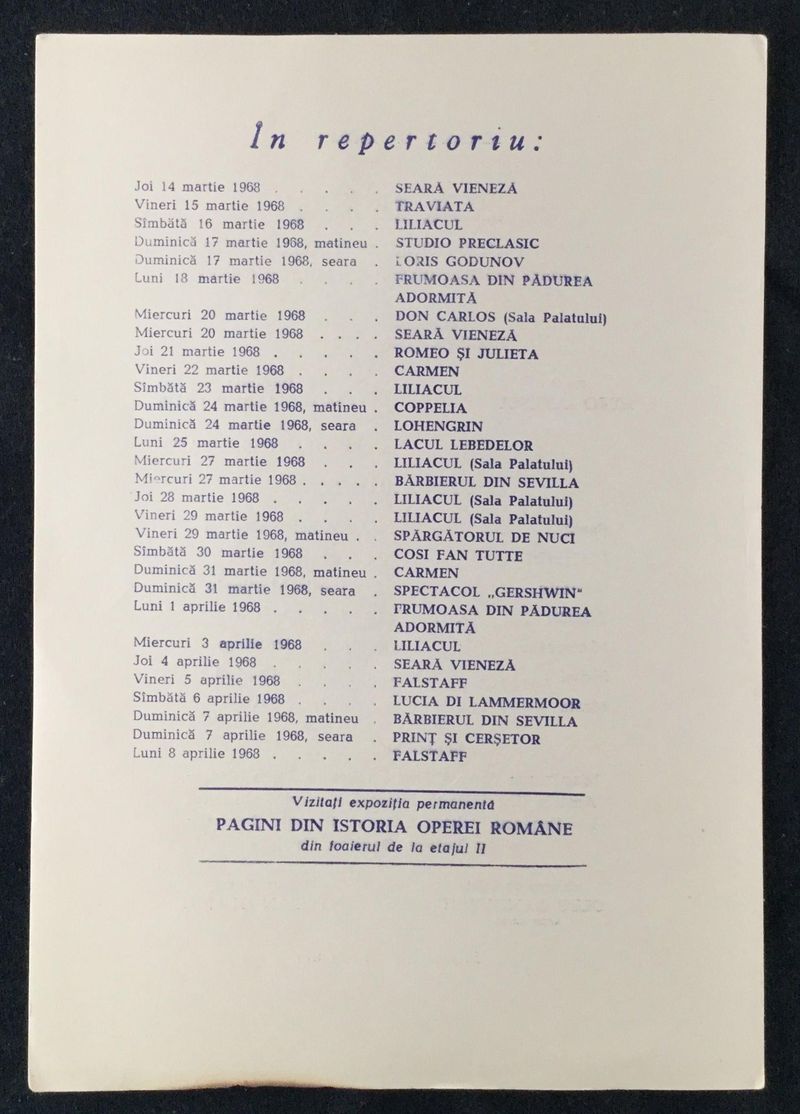 În repertoriu:
Joi 14 martie 1968 . . . . . SEARĂ VIENEZĂ
Vineri 15 martie 1968 . . . . TRAVIATA
Sîmbătă 16 martie 1968 . . . LILIACUL
Duminică 17 martie 1968, matineu . STUDIO PRECLASIC
Duminică 17 martie 1968, seara . LORIS GODUNOV
Luni 18 martie 1968 . . . . FRUMOASA DIN PĂDUREA
ADORMITĂ
Miercuri 20 martie 1968 . . . DON CARLOS (Sala Palatului)
Miercuri 20 martie 1968 . . . . SEARĂ VIENEZĂ
Joi 21 martie 1968 . . . . . ROMEO ȘI JULIETA
Vineri 22 martie 1968 . . . . CARMEN
Sîmbătă 23 martie 1968 . . . LILIACUL
Duminică 24 martie 1968, matineu . COPPELIA
Duminică 24 martie 1968, seara . LOHENGRIN
Luni 25 martie 1968 . . . . LACUL LEBEDELOR
Miercuri 27 martie 1968 . . . LILIACUL (Sala Palatului)
Miercuri 27 martie 1968 . . . . . BĂRBIERUL DIN SEVILLA
Joi 28 martie 1968 . . . . . LILIACUL (Sala Palatului)
Vineri 29 martie 1968 . . . . LILIACUL (Sala Palatului)
Vineri 29 martie 1968, matineu . . SPĂRGĂTORUL DE NUCI
Sîmbătă 30 martie 1968 . . . COSI FAN TUTTE
Duminică 31 martie 1968, matineu . CARMEN
Duminică 31 martie 1968, seara . SPECTACOL „GERSHWIN“
Luni 1 aprilie 1968 . . . . . FRUMOASA DIN PĂDUREA
ADORMITĂ
Miercuri 3 aprilie 1968 . . . LILIACUL
Joi 4 aprilie 1968 . . . . . SEARĂ VIENEZĂ
Vineri 5 aprilie 1968 . . . . FALSTAFF
Sîmbătă 6 aprilie 1968 . . . . LUCIA DI LAMMERMOOR
Duminică 7 aprilie 1968, matineu . BĂRBIERUL DIN SEVILLA
Duminică 7 aprilie 1968, seara . PRINȚ ȘI CERȘETOR
Luni 8 aprilie 1968 . . . . . FALSTAFF
Vizitați expoziția permanentă
PAGINI DIN ISTORIA OPEREI ROMÂNE
din foaierul de la etajul II